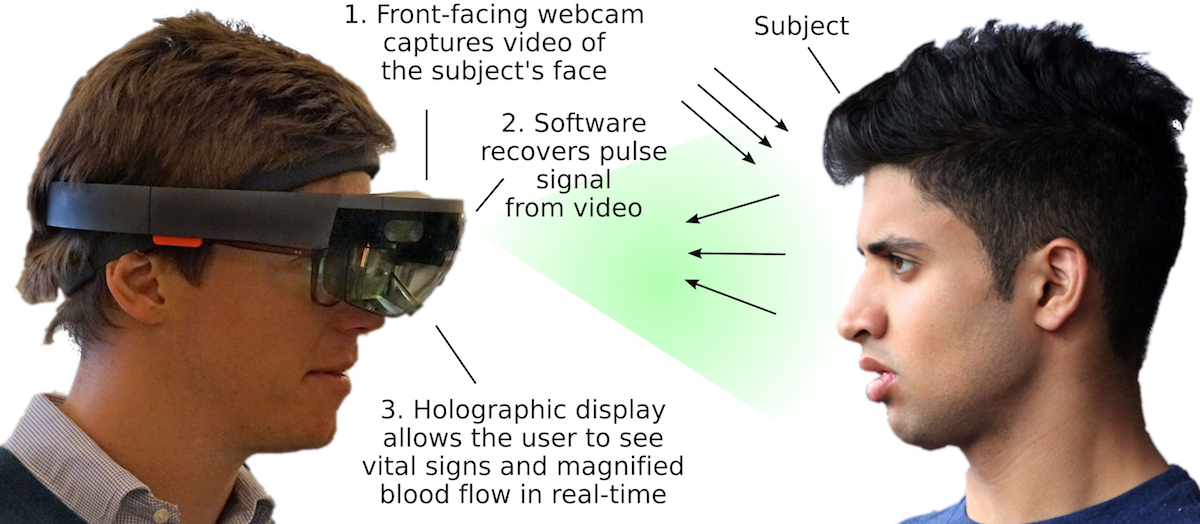 1. Front-facing webcam
captures video of
the subject's face
Subject
2. Software
recovers pulse
signal
from video
3. Holographic display
allows the user to see
vital signs and magnified
blood flow in real-time